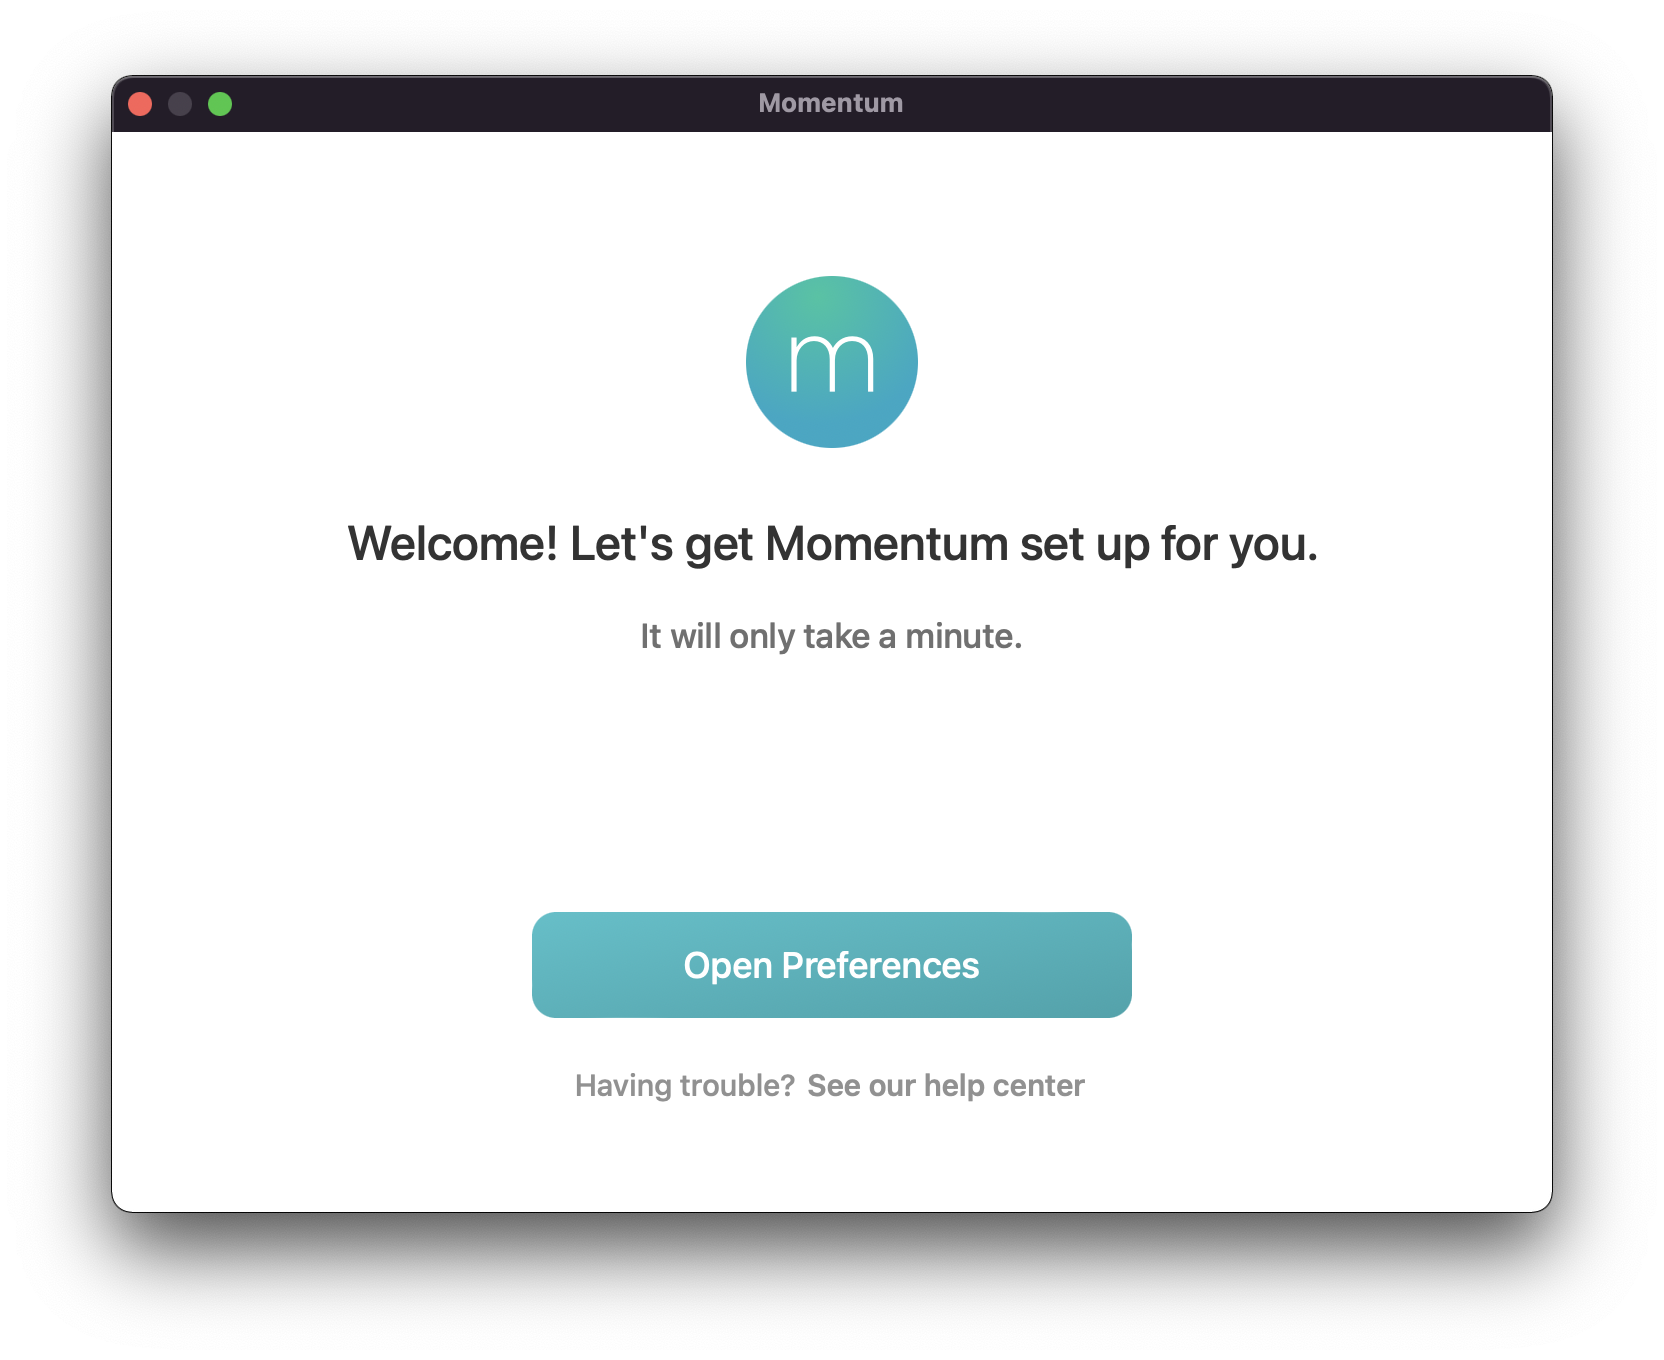 Momentum
m
Welcome! Let's get Momentum set up for you.
It will only take a minute.
Open Preferences
Having trouble? See our help center